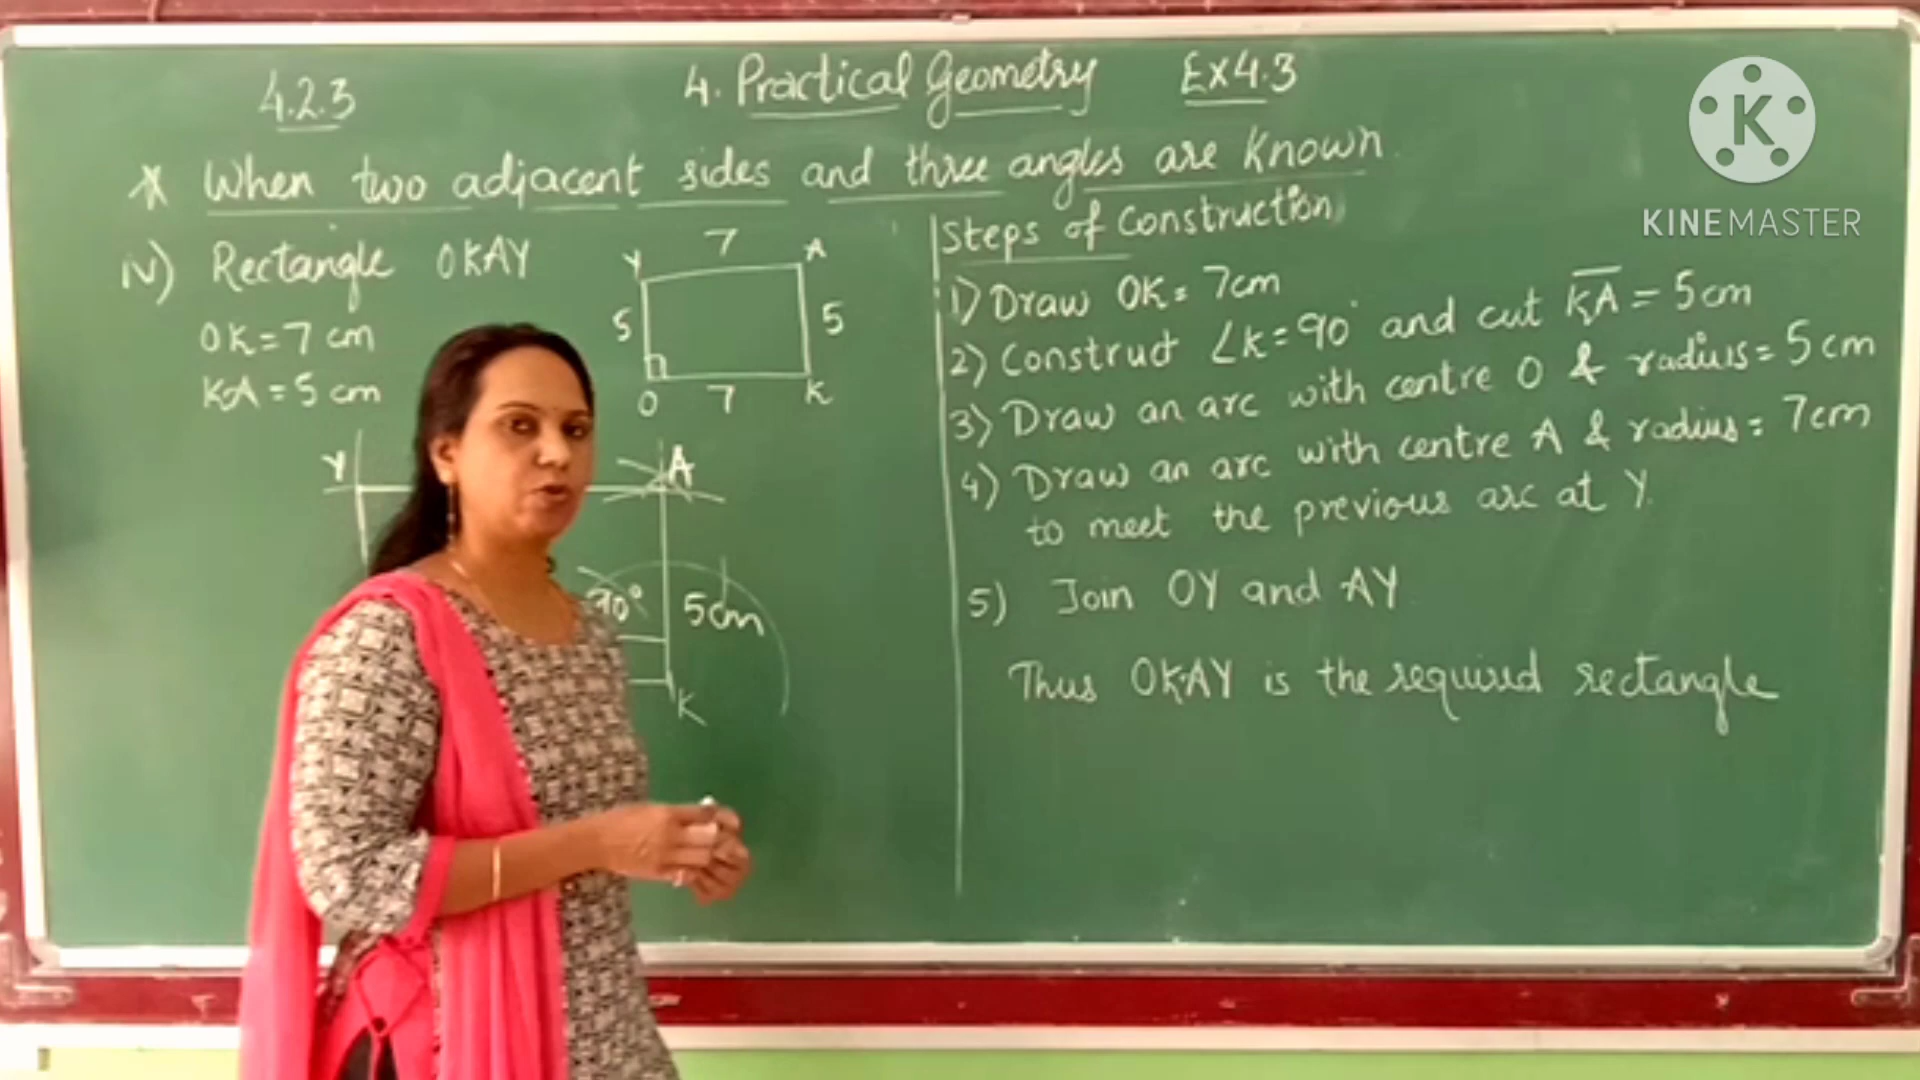 4.2.3
4. Practical Geometry Ex 4.3
* When two adjacent sides and three angles are known
iv) Rectangle OKAY
OK = 7 cm
KA = 5 cm
7
Y A
5 5
O 7 K
Y A
90° 5cm
K
Steps of Construction
1) Draw OK = 7cm
2) Construct ∠K = 90° and cut K̅A̅ = 5cm
3) Draw an arc with centre O & radius = 5cm
4) Draw an arc with centre A & radius = 7cm
to meet the previous arc at Y.
5) Join OY and AY
Thus OKAY is the required rectangle
K
KINEMASTER